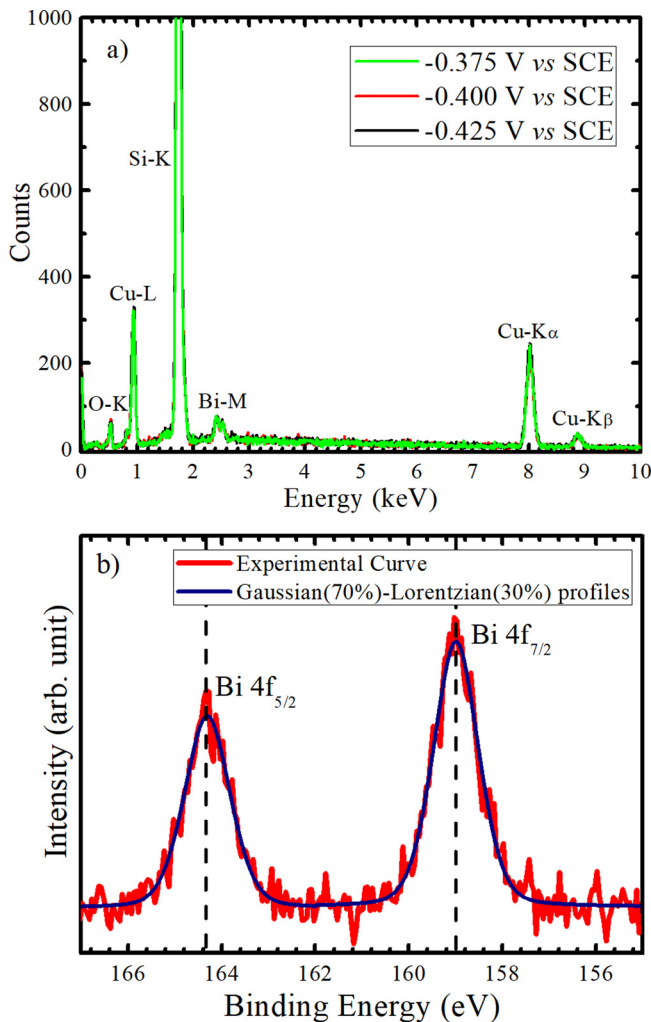 a)
-0.375 V vs SCE
-0.400 V vs SCE
-0.425 V vs SCE
1000
800
600
400
200
0
Counts
Si-K
Cu-L
O-K
Bi-M
Cu-Kα
Cu-Kβ
0 1 2 3 4 5 6 7 8 9 10
Energy (keV)
b)
Experimental Curve
Gaussian(70%)-Lorentzian(30%) profiles
Bi 4f7/2
Bi 4f5/2
Intensity (arb. unit)
166 164 162 160 158 156
Binding Energy (eV)